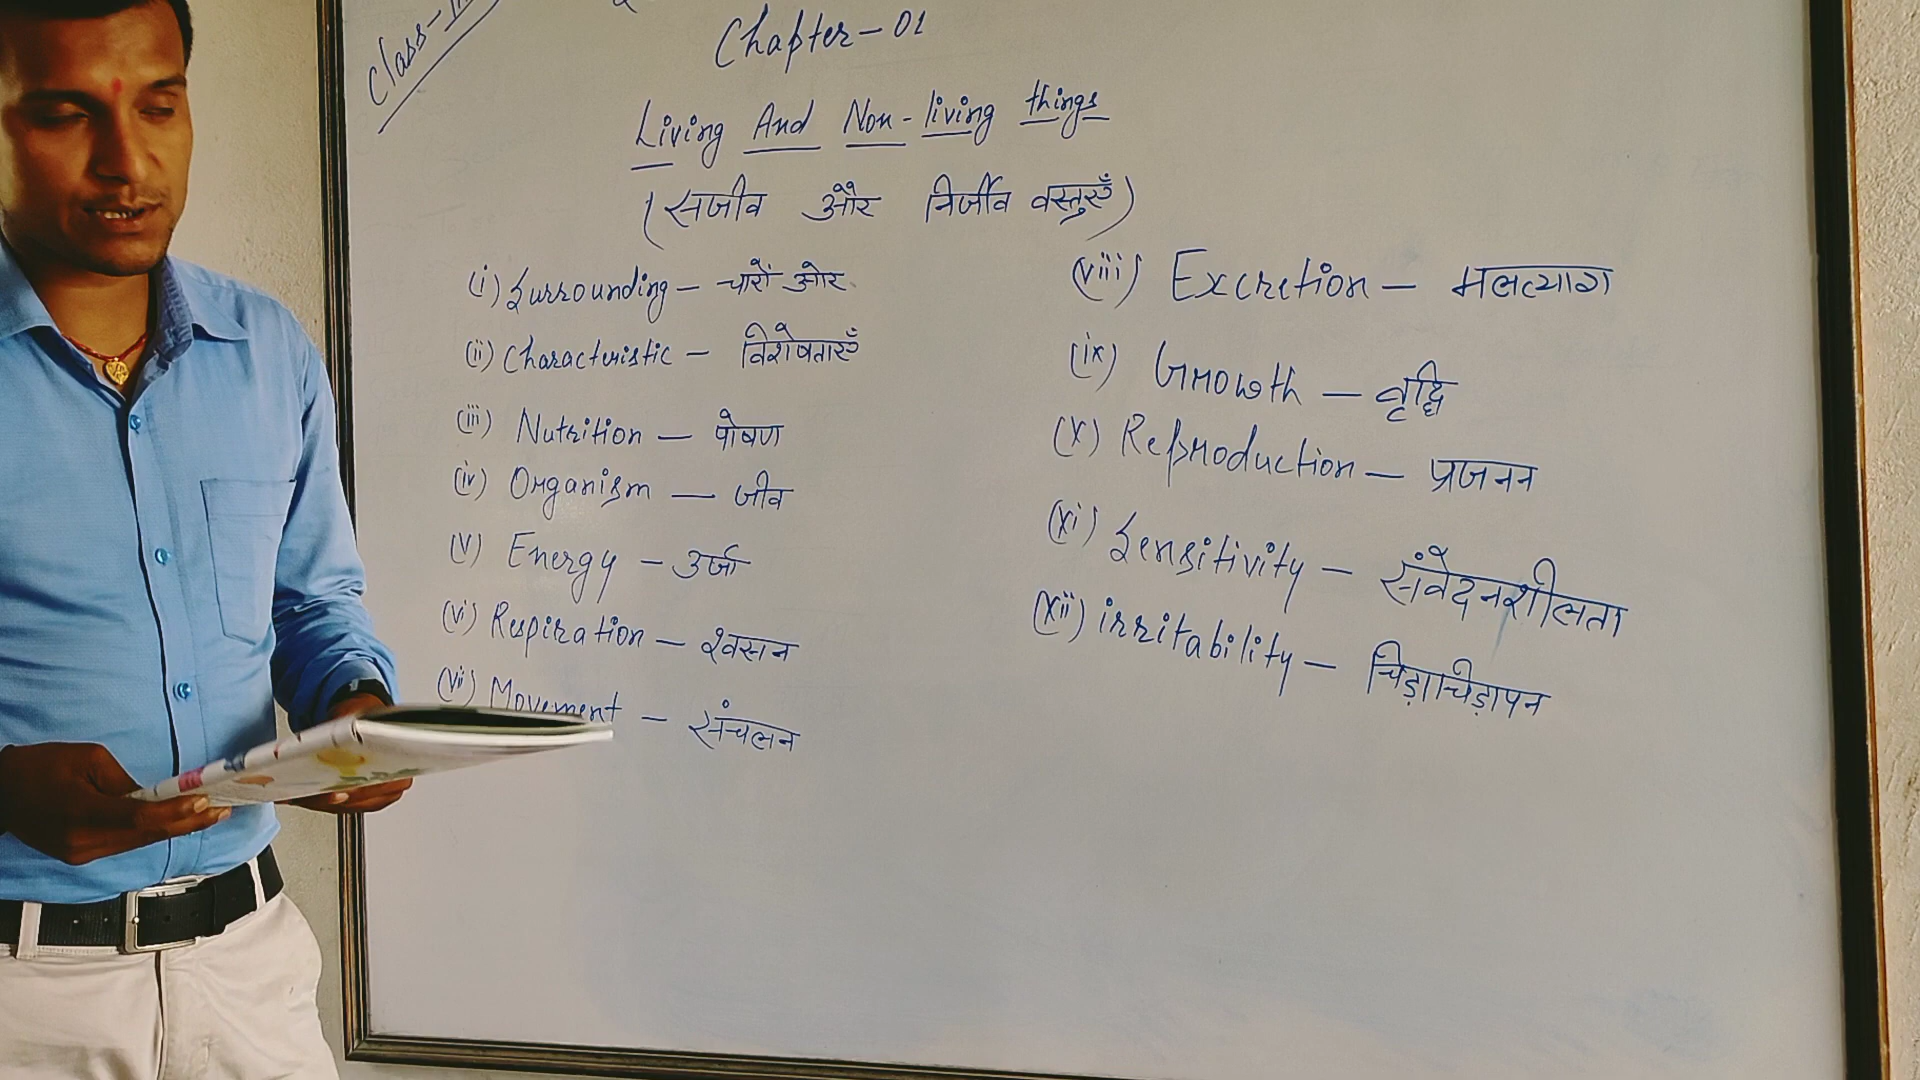 Chapter-01
Living And Non-living things
(सजीव और निर्जीव वस्तुएँ)
(i) Surrounding - चारों ओर
(ii) Characteristic - विशेषताएँ
(iii) Nutrition - पोषण
(iv) Organism - जीव
(v) Energy - उर्जा
(vi) Respiration - श्वसन
(vii) Movement - संचलन
(viii) Excretion - मलत्याग
(ix) Growth - वृद्धि
(x) Reproduction - प्रजनन
(xi) Sensitivity - संवेदनशीलता
(xii) irritability - चिड़ाचिड़ापन
Class-